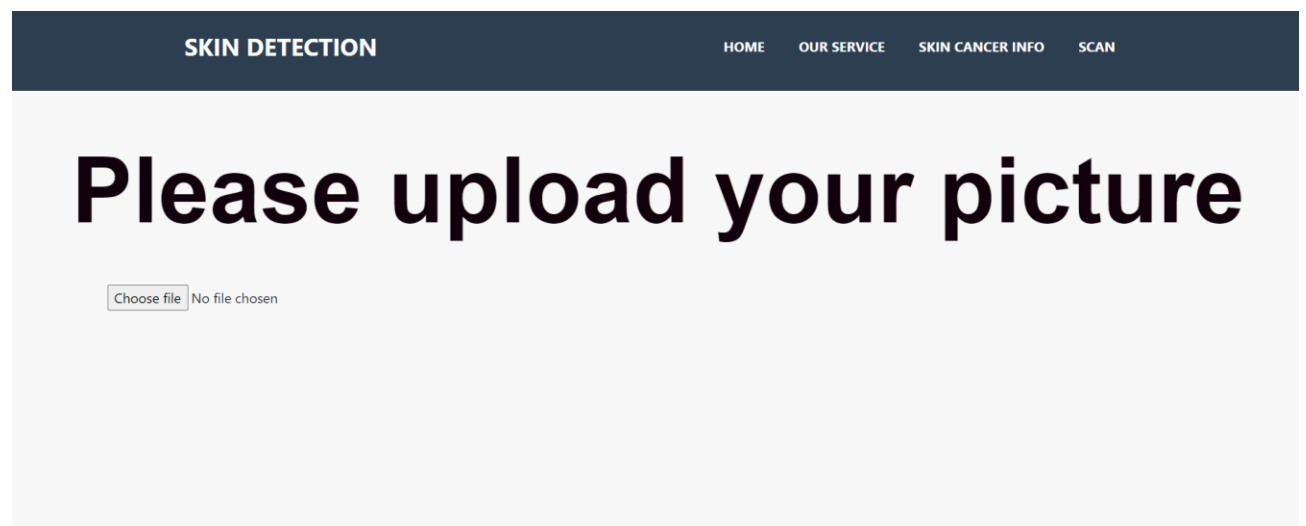 SKIN DETECTION HOME OUR SERVICE SKIN CANCER INFO SCAN
Please upload your picture
Choose file No file chosen